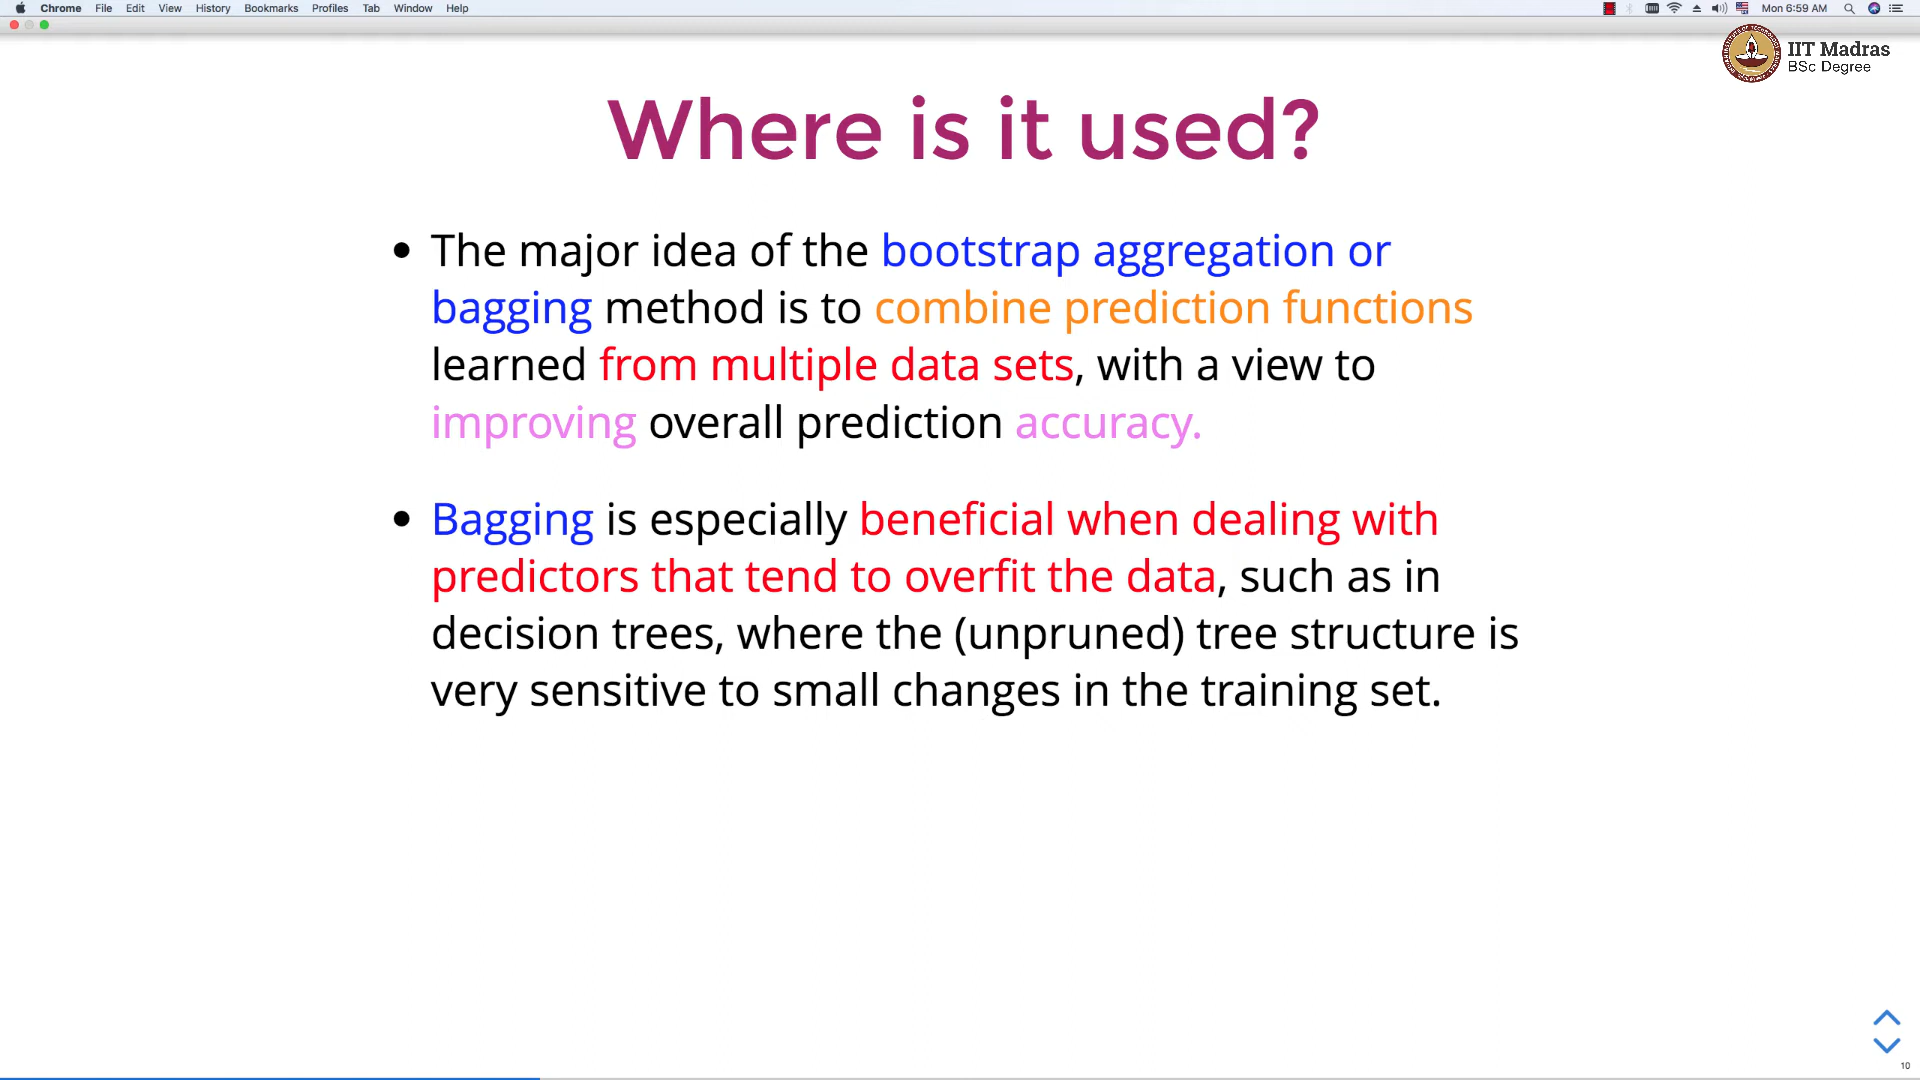 Chrome File Edit View History Bookmarks Profiles Tab Window Help Mon 6:59 AM
IIT Madras
BSc Degree
Where is it used?
• The major idea of the bootstrap aggregation or
bagging method is to combine prediction functions
learned from multiple data sets, with a view to
improving overall prediction accuracy.
• Bagging is especially beneficial when dealing with
predictors that tend to overfit the data, such as in
decision trees, where the (unpruned) tree structure is
very sensitive to small changes in the training set.
10